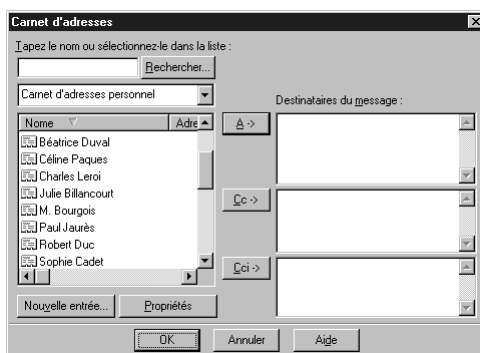 Carnet d'adresses
Tapez le nom ou sélectionnez-le dans la liste :
Rechercher...
Carnet d'adresses personnel
Destinataires du message :
Nome Adre
A ->
Béatrice Duval
Céline Paques
Charles Leroi
Julie Billancourt
M. Bourgois
Paul Jaurès
Robert Duc
Sophie Cadet
Cc ->
Cci ->
Nouvelle entrée... Propriétés
OK Annuler Aide